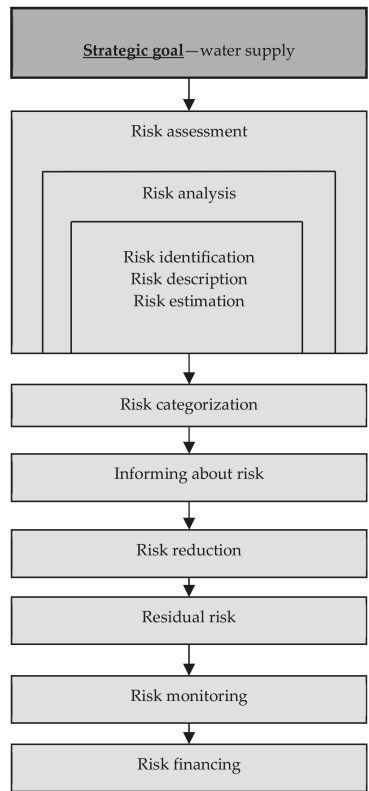 Strategic goal—water supply
Risk assessment
Risk analysis
Risk identification
Risk description
Risk estimation
Risk categorization
Informing about risk
Risk reduction
Residual risk
Risk monitoring
Risk financing